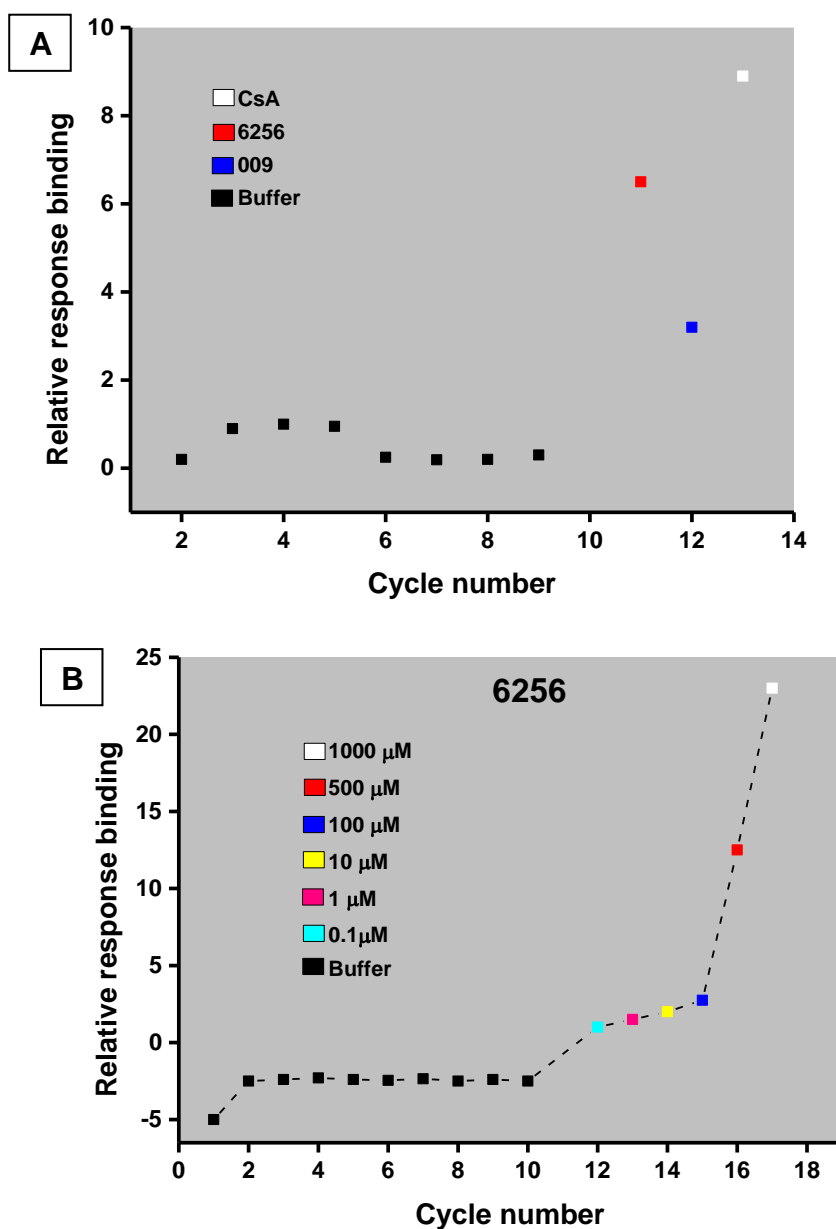 A
10
CsA
8
6256
009
Buffer
6
4
2
0
Relative response binding
2 4 6 8 10 12 14
Cycle number
B
25
6256
20
1000 μM
500 μM
15
100 μM
10 μM
10
1 μM
0.1μM
5
Buffer
0
-5
Relative response binding
0 2 4 6 8 10 12 14 16 18
Cycle number